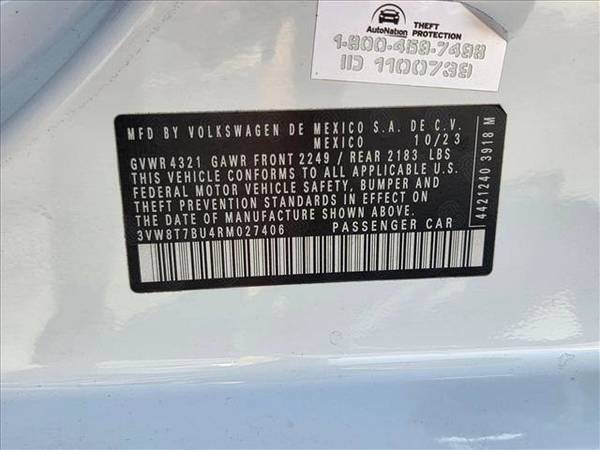 AutoNation
THEFT
PROTECTION
1-800-459-7498
ID 1100739
MFD BY VOLKSWAGEN DE MEXICO S.A. DE C.V.
MEXICO 10/23
GVWR 4321 GAWR FRONT 2249 / REAR 2183 LBS
THIS VEHICLE CONFORMS TO ALL APPLICABLE U.S.
FEDERAL MOTOR VEHICLE SAFETY, BUMPER AND
THEFT PROTECTION STANDARDS IN EFFECT ON THE
DATE OF MANUFACTURE SHOWN ABOVE.
3VW8T7BU4RM027406 PASSENGER CAR
4421240 3918 M